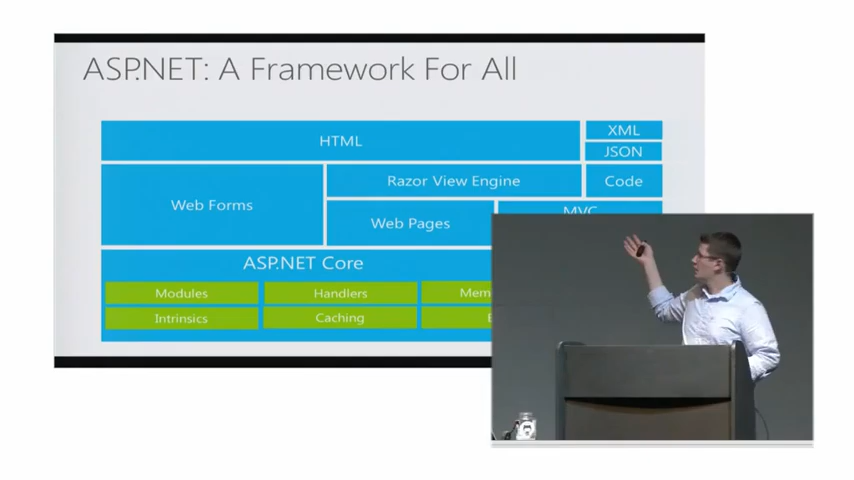 ASP.NET: A Framework For All
HTML
XML
JSON
Web Forms
Razor View Engine
Code
Web Pages
MVC
ASP.NET Core
Modules
Handlers
Intrinsics
Caching